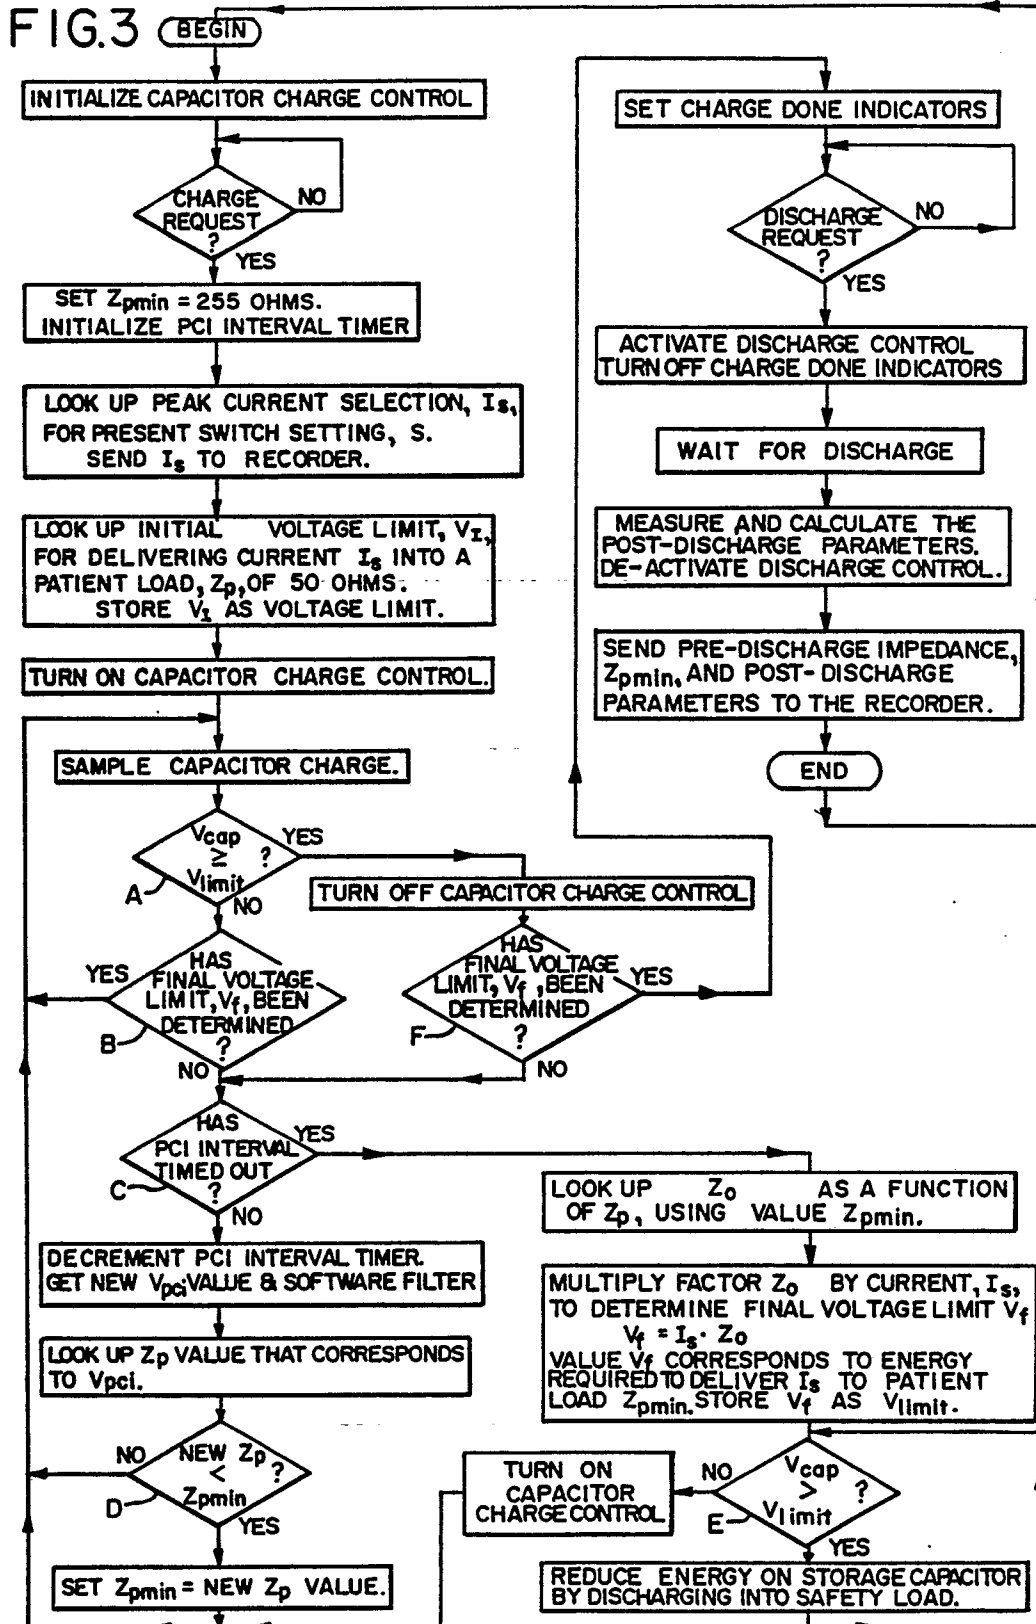 FIG.3
BEGIN
INITIALIZE CAPACITOR CHARGE CONTROL
CHARGE
REQUEST
?
NO
YES
SET Zpmin = 255 OHMS.
INITIALIZE PCI INTERVAL TIMER
LOOK UP PEAK CURRENT SELECTION, Is,
FOR PRESENT SWITCH SETTING, S.
SEND Is TO RECORDER.
LOOK UP INITIAL VOLTAGE LIMIT, VI,
FOR DELIVERING CURRENT Is INTO A
PATIENT LOAD, Zp, OF 50 OHMS.
STORE VI AS VOLTAGE LIMIT.
TURN ON CAPACITOR CHARGE CONTROL.
SAMPLE CAPACITOR CHARGE.
Vcap
≥ ?
Vlimit
YES
A
NO
TURN OFF CAPACITOR CHARGE CONTROL
HAS
FINAL VOLTAGE
LIMIT, Vf, BEEN
DETERMINED
?
YES
B
NO
HAS
FINAL VOLTAGE
LIMIT, Vf, BEEN
DETERMINED
?
YES
F
NO
HAS
PCI INTERVAL
TIMED OUT
?
YES
C
NO
DECREMENT PCI INTERVAL TIMER.
GET NEW Vpci VALUE & SOFTWARE FILTER
LOOK UP Zp VALUE THAT CORRESPONDS
TO Vpci.
NEW Zp
< ?
Zpmin
NO
D
YES
SET Zpmin = NEW Zp VALUE.
SET CHARGE DONE INDICATORS
DISCHARGE
REQUEST
?
NO
YES
ACTIVATE DISCHARGE CONTROL
TURN OFF CHARGE DONE INDICATORS
WAIT FOR DISCHARGE
MEASURE AND CALCULATE THE
POST-DISCHARGE PARAMETERS.
DE-ACTIVATE DISCHARGE CONTROL.
SEND PRE-DISCHARGE IMPEDANCE,
Zpmin, AND POST-DISCHARGE
PARAMETERS TO THE RECORDER.
END
LOOK UP Zo AS A FUNCTION
OF Zp, USING VALUE Zpmin.
MULTIPLY FACTOR Zo BY CURRENT, Is,
TO DETERMINE FINAL VOLTAGE LIMIT Vf
Vf = Is · Zo
VALUE Vf CORRESPONDS TO ENERGY
REQUIRED TO DELIVER Is TO PATIENT
LOAD Zpmin. STORE Vf AS Vlimit.
Vcap
> ?
Vlimit
NO
E
YES
TURN ON
CAPACITOR
CHARGE CONTROL
REDUCE ENERGY ON STORAGE CAPACITOR
BY DISCHARGING INTO SAFETY LOAD.